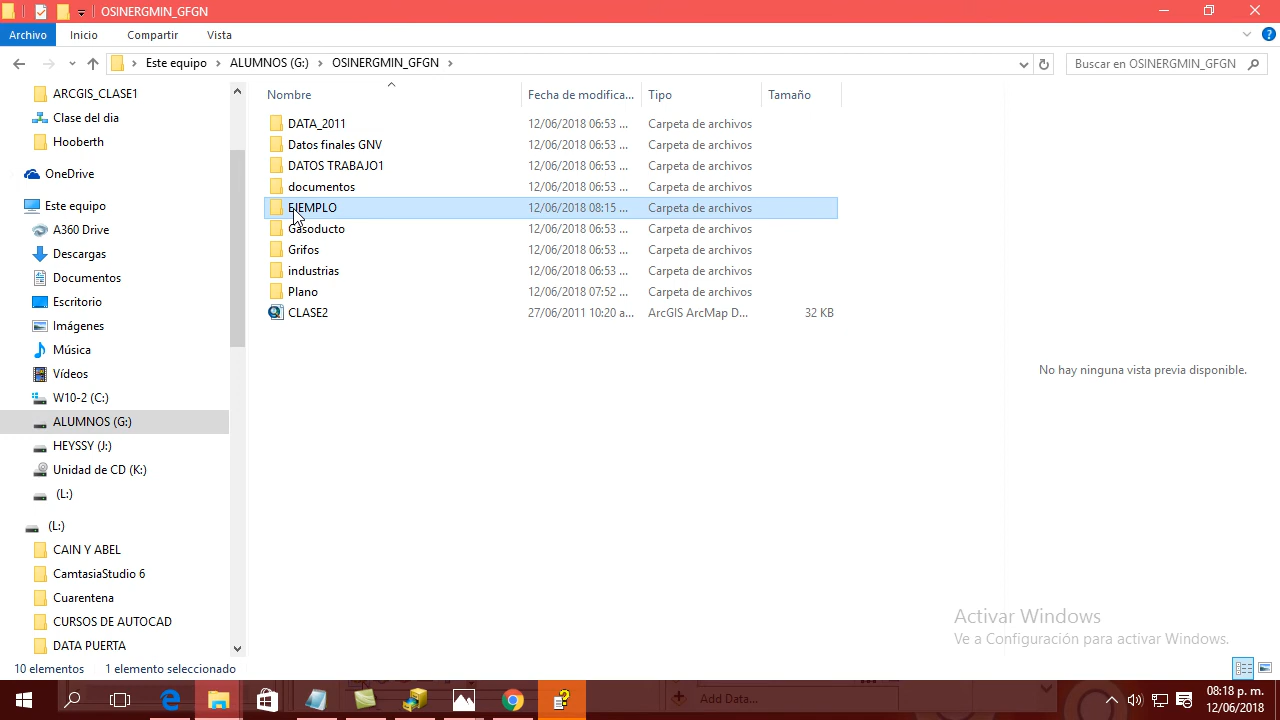 OSINERGMIN_GFGN
Archivo Inicio Compartir Vista
Este equipo ALUMNOS (G:) OSINERGMIN_GFGN
Buscar en OSINERGMIN_GFGN
ARCGIS_CLASE1
Clase del dia
Hooberth
OneDrive
Este equipo
A360 Drive
Descargas
Documentos
Escritorio
Imágenes
Música
Vídeos
W10-2 (C:)
ALUMNOS (G:)
HEYSSY (J:)
Unidad de CD (K:)
(L:)
(L:)
CAIN Y ABEL
CamtasiaStudio 6
Cuarentena
CURSOS DE AUTOCAD
DATA PUERTA
Nombre Fecha de modifica... Tipo Tamaño
DATA_2011 12/06/2018 06:53 ... Carpeta de archivos
Datos finales GNV 12/06/2018 06:53 ... Carpeta de archivos
DATOS TRABAJO1 12/06/2018 06:53 ... Carpeta de archivos
documentos 12/06/2018 06:53 ... Carpeta de archivos
EJEMPLO 12/06/2018 08:15 ... Carpeta de archivos
Gasoducto 12/06/2018 06:53 ... Carpeta de archivos
Grifos 12/06/2018 06:53 ... Carpeta de archivos
industrias 12/06/2018 06:53 ... Carpeta de archivos
Plano 12/06/2018 07:52 ... Carpeta de archivos
CLASE2 27/06/2011 10:20 a... ArcGIS ArcMap D... 32 KB
No hay ninguna vista previa disponible.
Activar Windows
Ve a Configuración para activar Windows.
10 elementos 1 elemento seleccionado
Add Data...
08:18 p. m.
12/06/2018